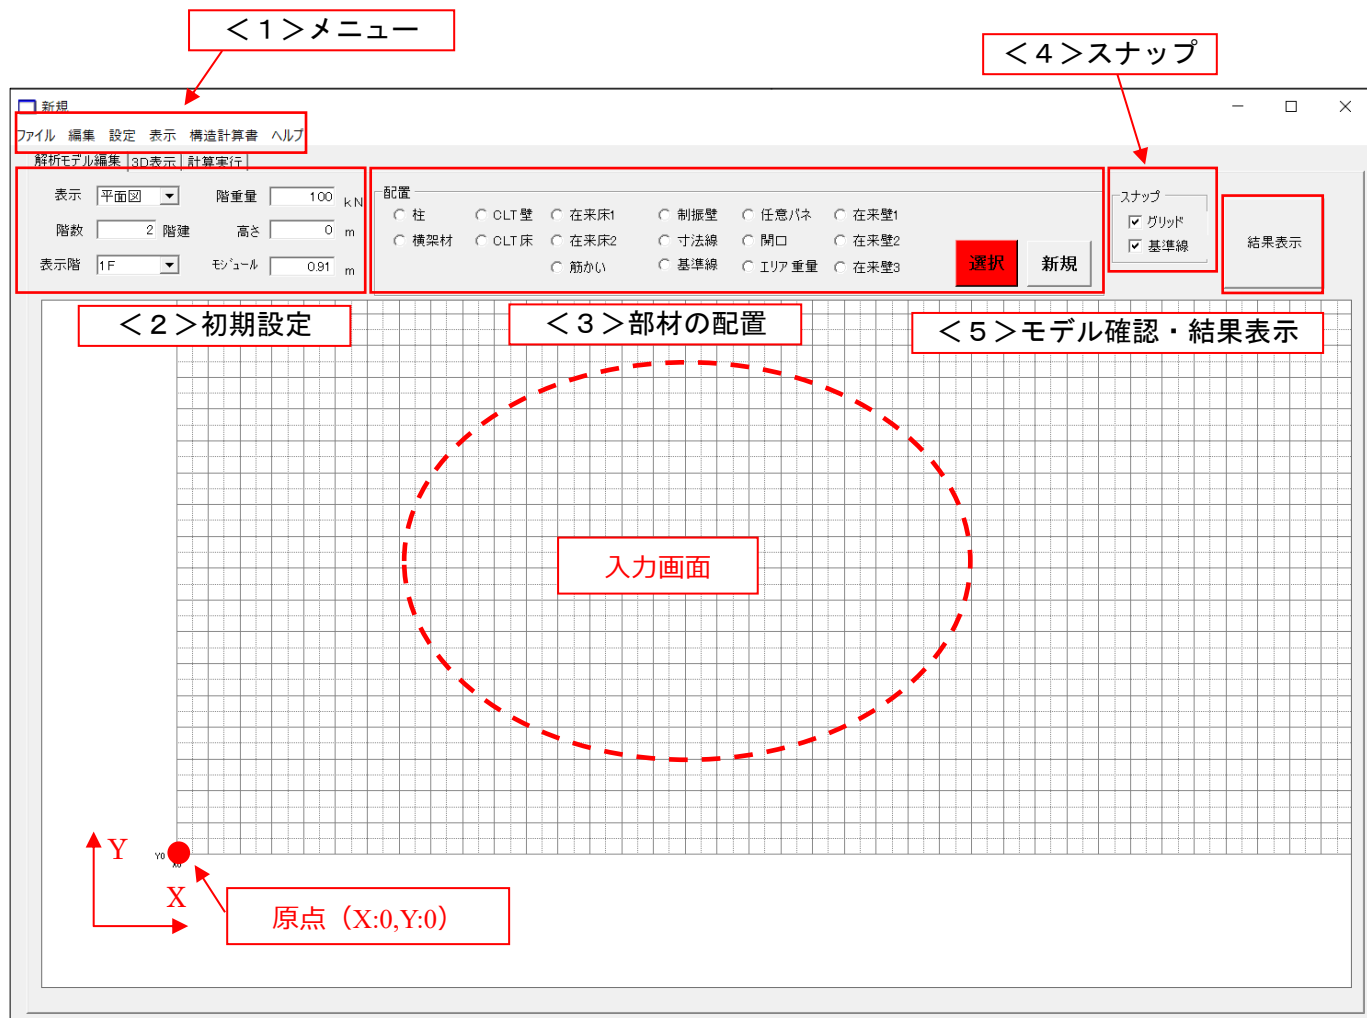 ＜１＞メニュー
＜４＞スナップ
新規
ファイル 編集 設定 表示 構造計算書 ヘルプ
解析モデル編集 3D表示 計算実行
表示 平面図 階重量 100 kN
階数 2 階建 高さ 0 m
表示階 1F モジュール 0.91 m
配置
柱 CLT壁 在来床1 制振壁 任意バネ 在来壁1
横架材 CLT床 在来床2 寸法線 開口 在来壁2
筋かい 基準線 エリア重量 在来壁3
選択 新規
スナップ
グリッド
基準線
結果表示
＜２＞初期設定
＜３＞部材の配置
＜５＞モデル確認・結果表示
入力画面
Y
Y0
X0
X
原点（X:0,Y:0）